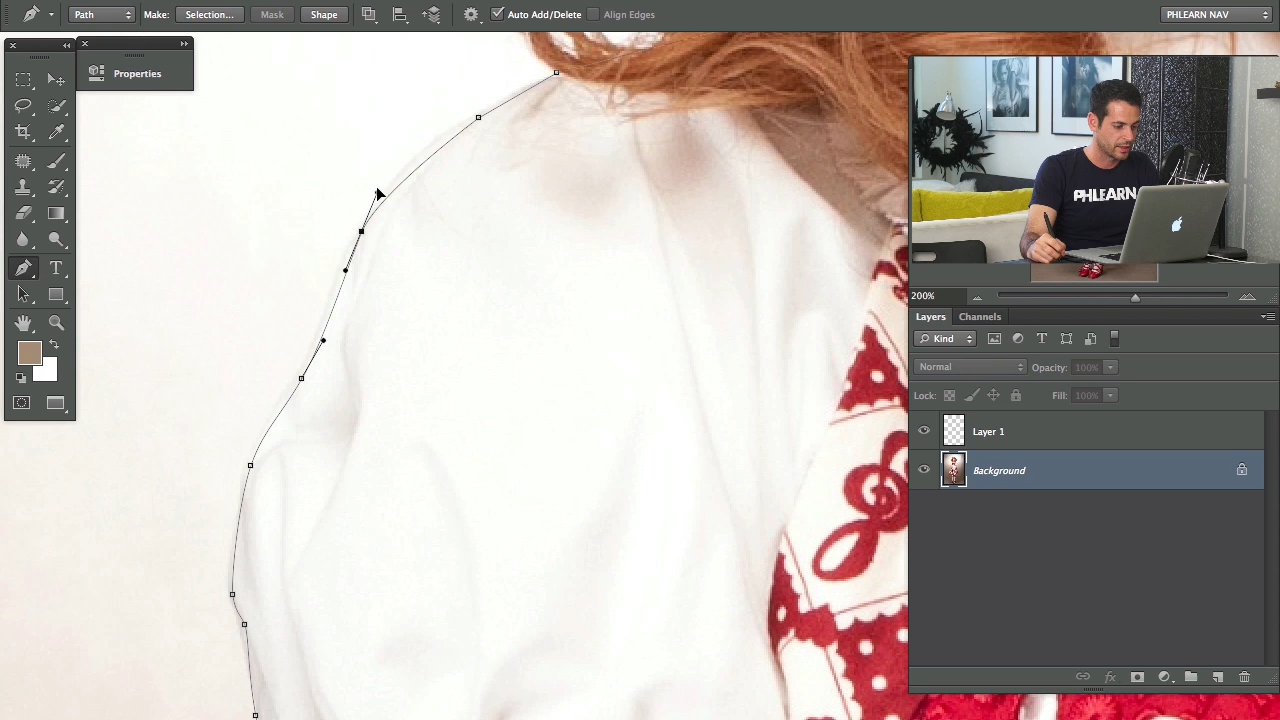 Path Make: Selection... Mask Shape Auto Add/Delete Align Edges PHLEARN NAV
Properties
T
PHLEARN
200%
Layers Channels
Kind T
Normal Opacity: 100%
Lock: Fill: 100%
Layer 1
Background
fx